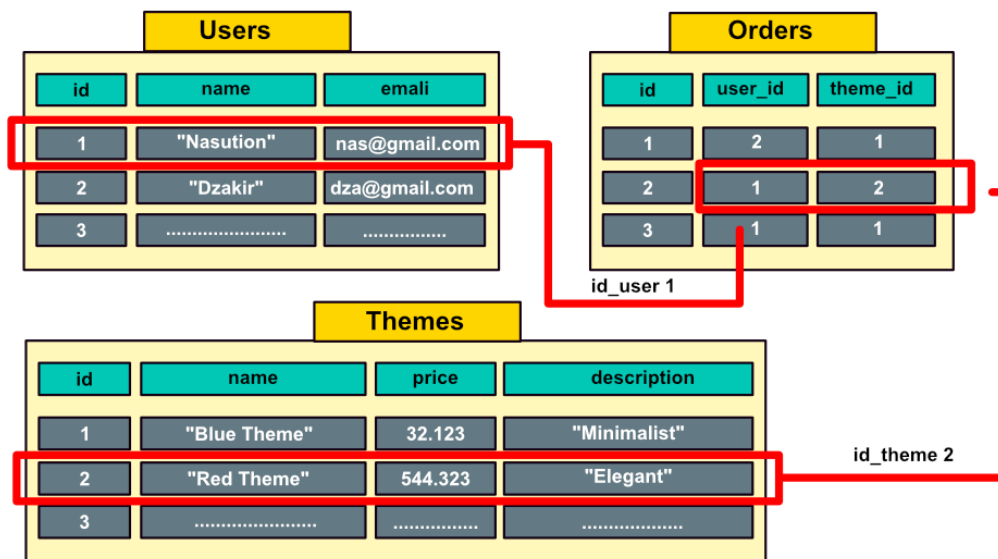 Users
id name emali
1 "Nasution" nas@gmail.com
2 "Dzakir" dza@gmail.com
3 ....................... ................
Orders
id user_id theme_id
1 2 1
2 1 2
3 1 1
id_user 1
Themes
id name price description
1 "Blue Theme" 32.123 "Minimalist"
2 "Red Theme" 544.323 "Elegant"
3 ....................... ................ ...................
id_theme 2